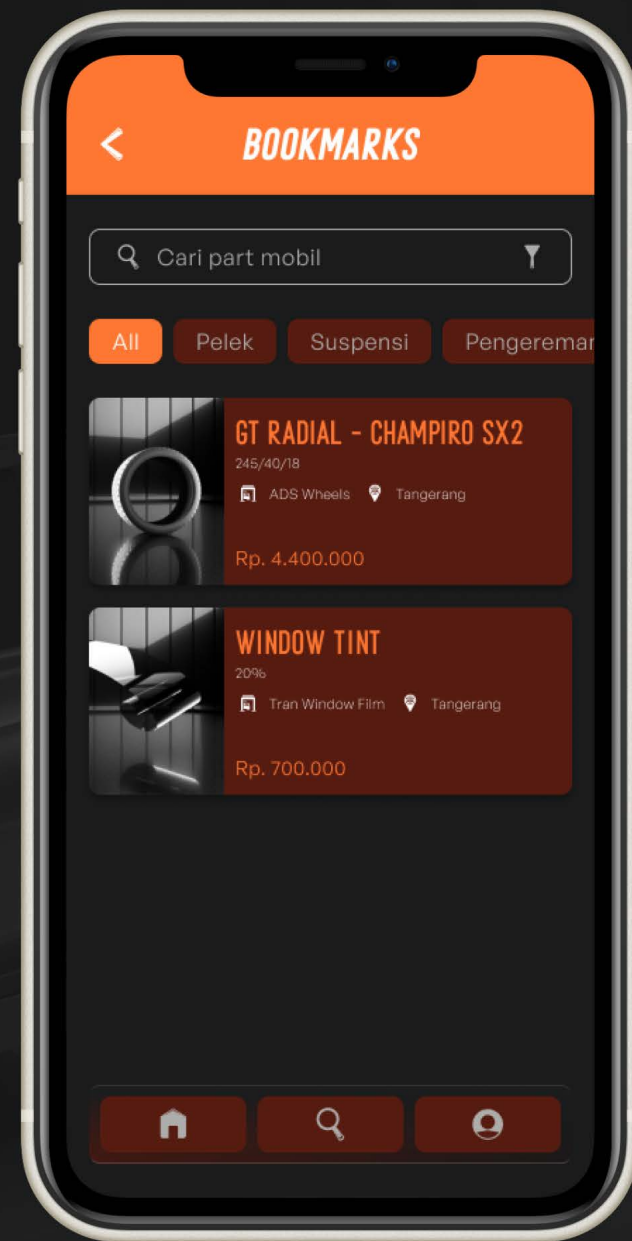 BOOKMARKS
Cari part mobil
All Pelek Suspensi Pengereman
GT RADIAL - CHAMPIRO SX2
245/40/18
ADS Wheels Tangerang
Rp. 4.400.000
WINDOW TINT
20%
Tran Window Film Tangerang
Rp. 700.000